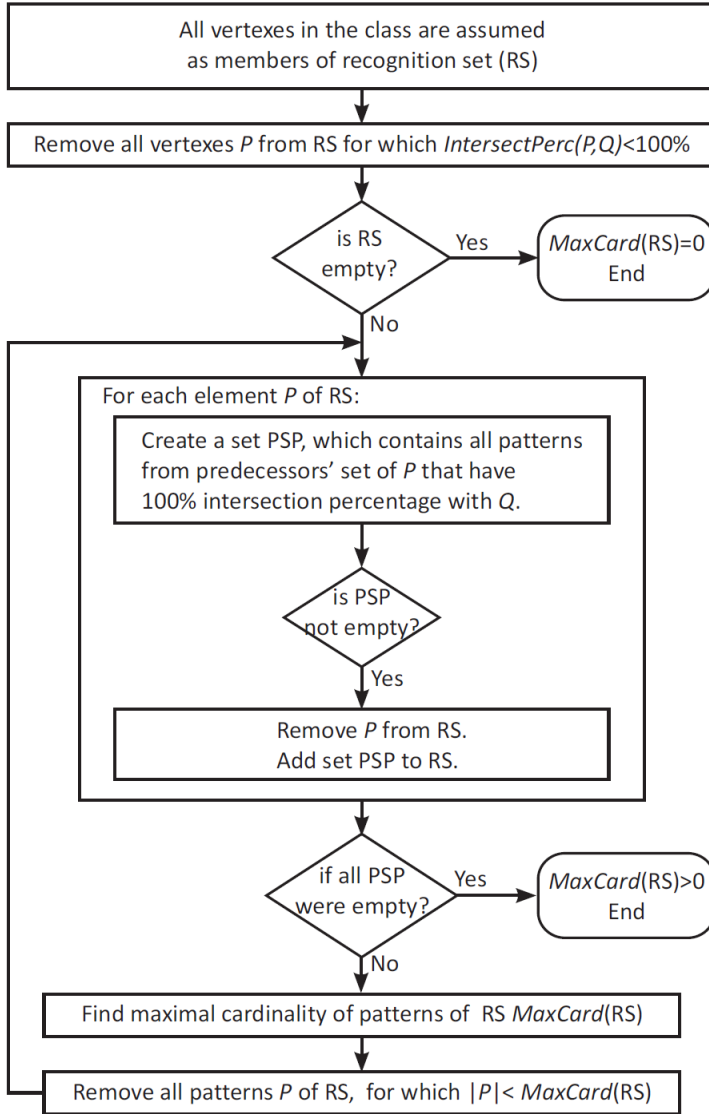 All vertexes in the class are assumed
as members of recognition set (RS)
Remove all vertexes P from RS for which IntersectPerc(P,Q)<100%
is RS
empty?
Yes
MaxCard(RS)=0
End
No
For each element P of RS:
Create a set PSP, which contains all patterns
from predecessors’ set of P that have
100% intersection percentage with Q.
is PSP
not empty?
Yes
Remove P from RS.
Add set PSP to RS.
if all PSP
were empty?
Yes
MaxCard(RS)>0
End
No
Find maximal cardinality of patterns of RS MaxCard(RS)
Remove all patterns P of RS, for which |P|< MaxCard(RS)